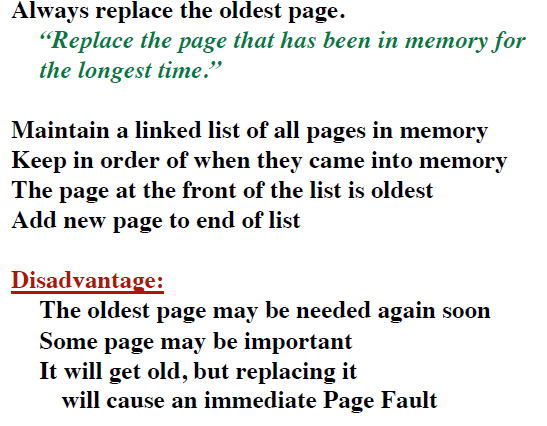 Always replace the oldest page.
“Replace the page that has been in memory for
the longest time.”
Maintain a linked list of all pages in memory
Keep in order of when they came into memory
The page at the front of the list is oldest
Add new page to end of list
Disadvantage:
The oldest page may be needed again soon
Some page may be important
It will get old, but replacing it
will cause an immediate Page Fault